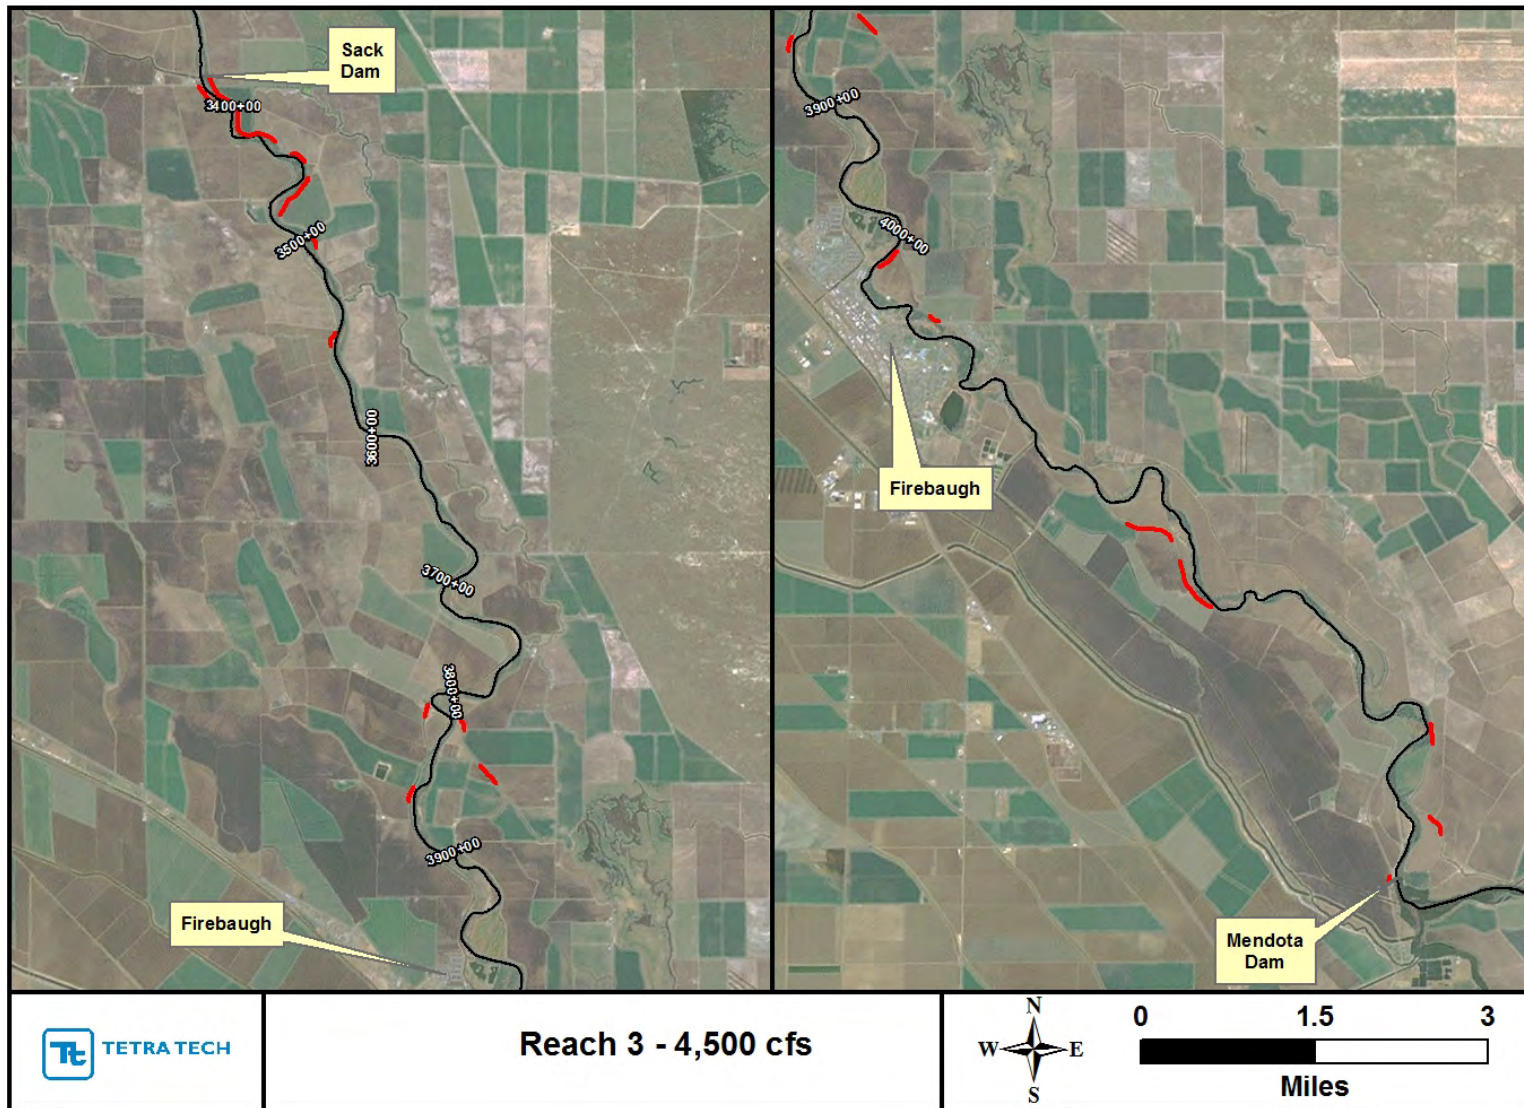 Sack
Dam
3400+00
3500+00
3600+00
3700+00
3800+00
3900+00
Firebaugh
3900+00
4000+00
Firebaugh
Mendota
Dam
Tt TETRA TECH
Reach 3 - 4,500 cfs
N
W E
S
0 1.5 3
Miles